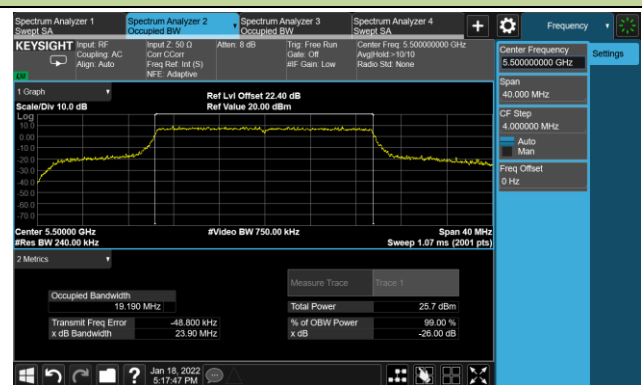 Spectrum Analyzer 1
Swept SA
Spectrum Analyzer 2
Occupied BW
Spectrum Analyzer 3
Occupied BW
Spectrum Analyzer 4
Swept SA
Frequency
KEYSIGHT
Input: RF
Coupling: AC
Align: Auto
Input Z: 50 Ω
Corr CCorr
Freq Ref: Int (S)
NFE: Adaptive
Atten: 8 dB
Trig: Free Run
Gate: Off
#IF Gain: Low
Center Freq: 5.500000000 GHz
Avg|Hold:>10/10
Radio Std: None
LXI
Center Frequency
5.500000000 GHz
Settings
Span
40.000 MHz
CF Step
4.000000 MHz
Auto
Man
Freq Offset
0 Hz
1 Graph
Scale/Div 10.0 dB
Ref Lvl Offset 22.40 dB
Ref Value 20.00 dBm
Log
10.0
0.00
-10.0
-20.0
-30.0
-40.0
-50.0
-60.0
-70.0
Center 5.50000 GHz
#Res BW 240.00 kHz
#Video BW 750.00 kHz
Span 40 MHz
Sweep 1.07 ms (2001 pts)
2 Metrics
Measure Trace
Trace 1
Occupied Bandwidth
19.190 MHz
Total Power
25.7 dBm
Transmit Freq Error
-48.800 kHz
% of OBW Power
99.00 %
x dB Bandwidth
23.90 MHz
x dB
-26.00 dB
?
Jan 18, 2022
5:17:47 PM